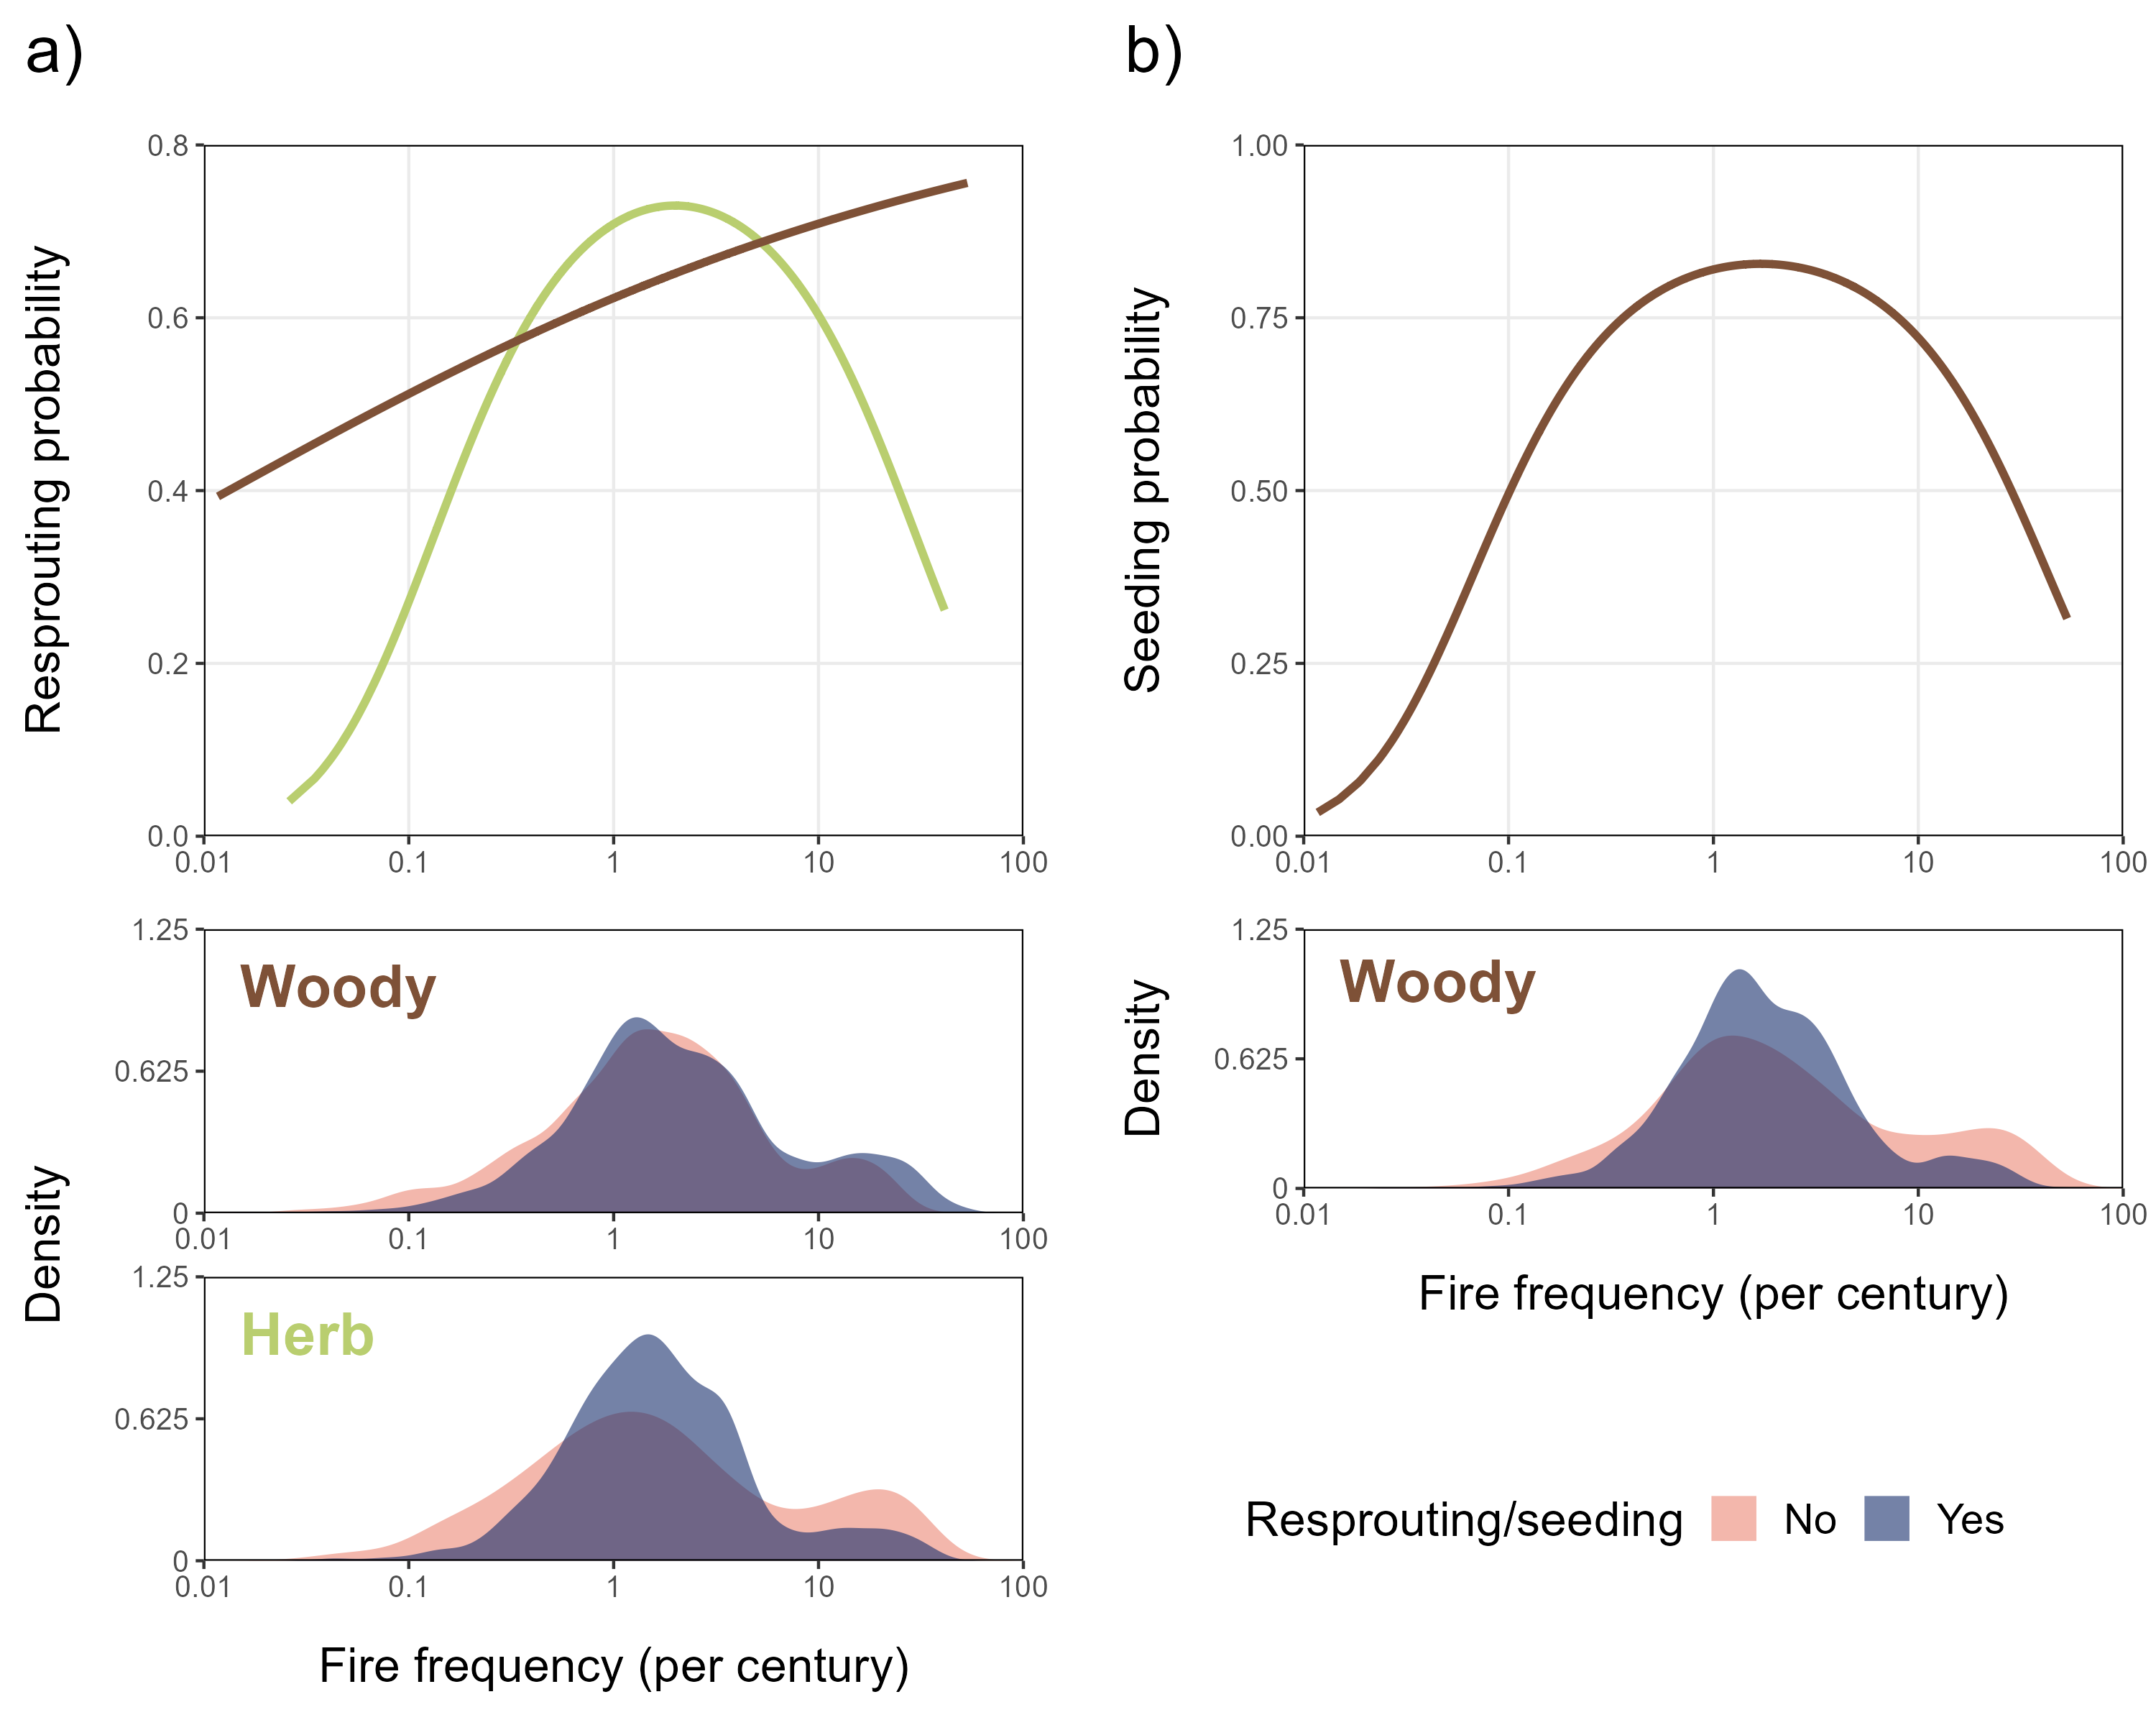 a)
Resprouting probability
0.8
0.6
0.4
0.2
0.0
0.01 0.1 1 10 100
Density
Woody
1.25
0.625
0
0.01 0.1 1 10 100
Herb
1.25
0.625
0
0.01 0.1 1 10 100
Fire frequency (per century)
b)
Seeding probability
1.00
0.75
0.50
0.25
0.00
0.01 0.1 1 10 100
Density
Woody
1.25
0.625
0
0.01 0.1 1 10 100
Fire frequency (per century)
Resprouting/seeding No Yes